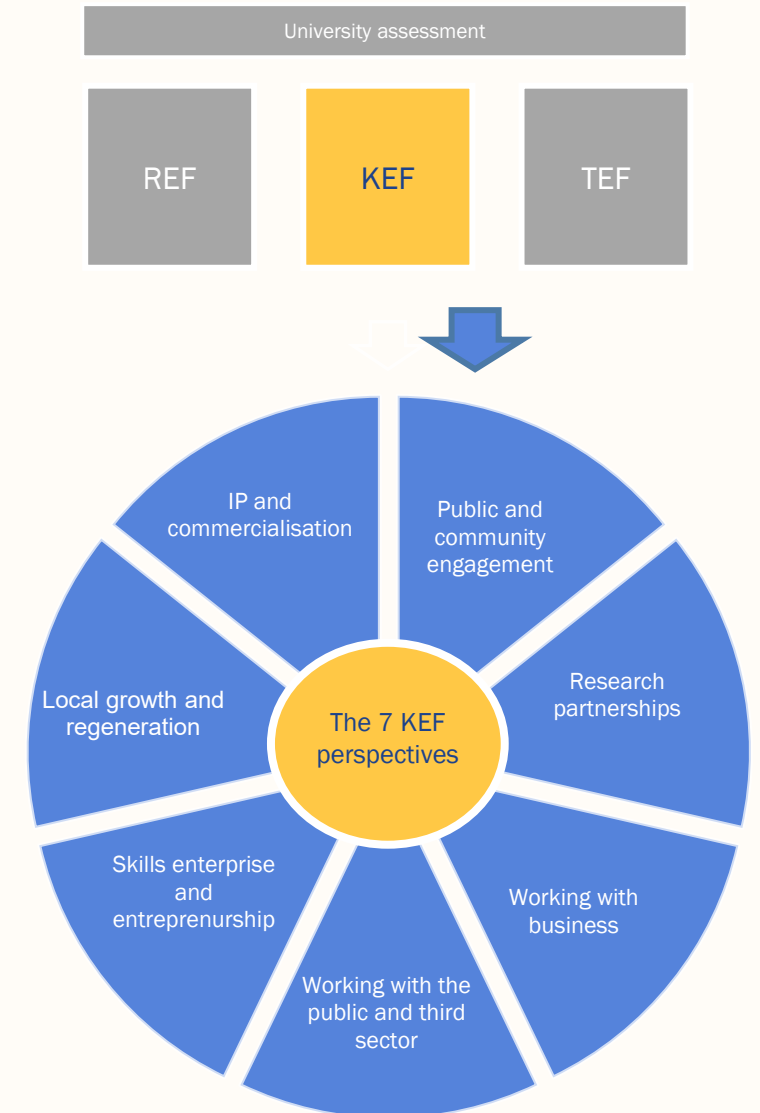 University assessment
REF
KEF
TEF
IP and
commercialisation
Public and
community
engagement
Local growth and
regeneration
Research
partnerships
The 7 KEF
perspectives
Skills enterprise
and
entreprenurship
Working with
business
Working with the
public and third
sector